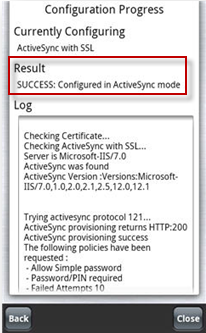 Configuration Progress
Currently Configuring
ActiveSync with SSL
Result
SUCCESS: Configured in ActiveSync mode
Log
Checking Certificate...
Checking ActiveSync with SSL...
Server is Microsoft-IIS/7.0
ActiveSync was found
ActiveSync Version :Versions:Microsoft-
IIS/7.0,1.0,2.0,2.1,2.5,12.0,12.1
Trying activesync protocol 121...
ActiveSync provisioning returns HTTP:200
ActiveSync provisioning success
The following policies have been
requested :
- Allow Simple password
- Password/PIN required
- Failed Attempts 10
Back
Close